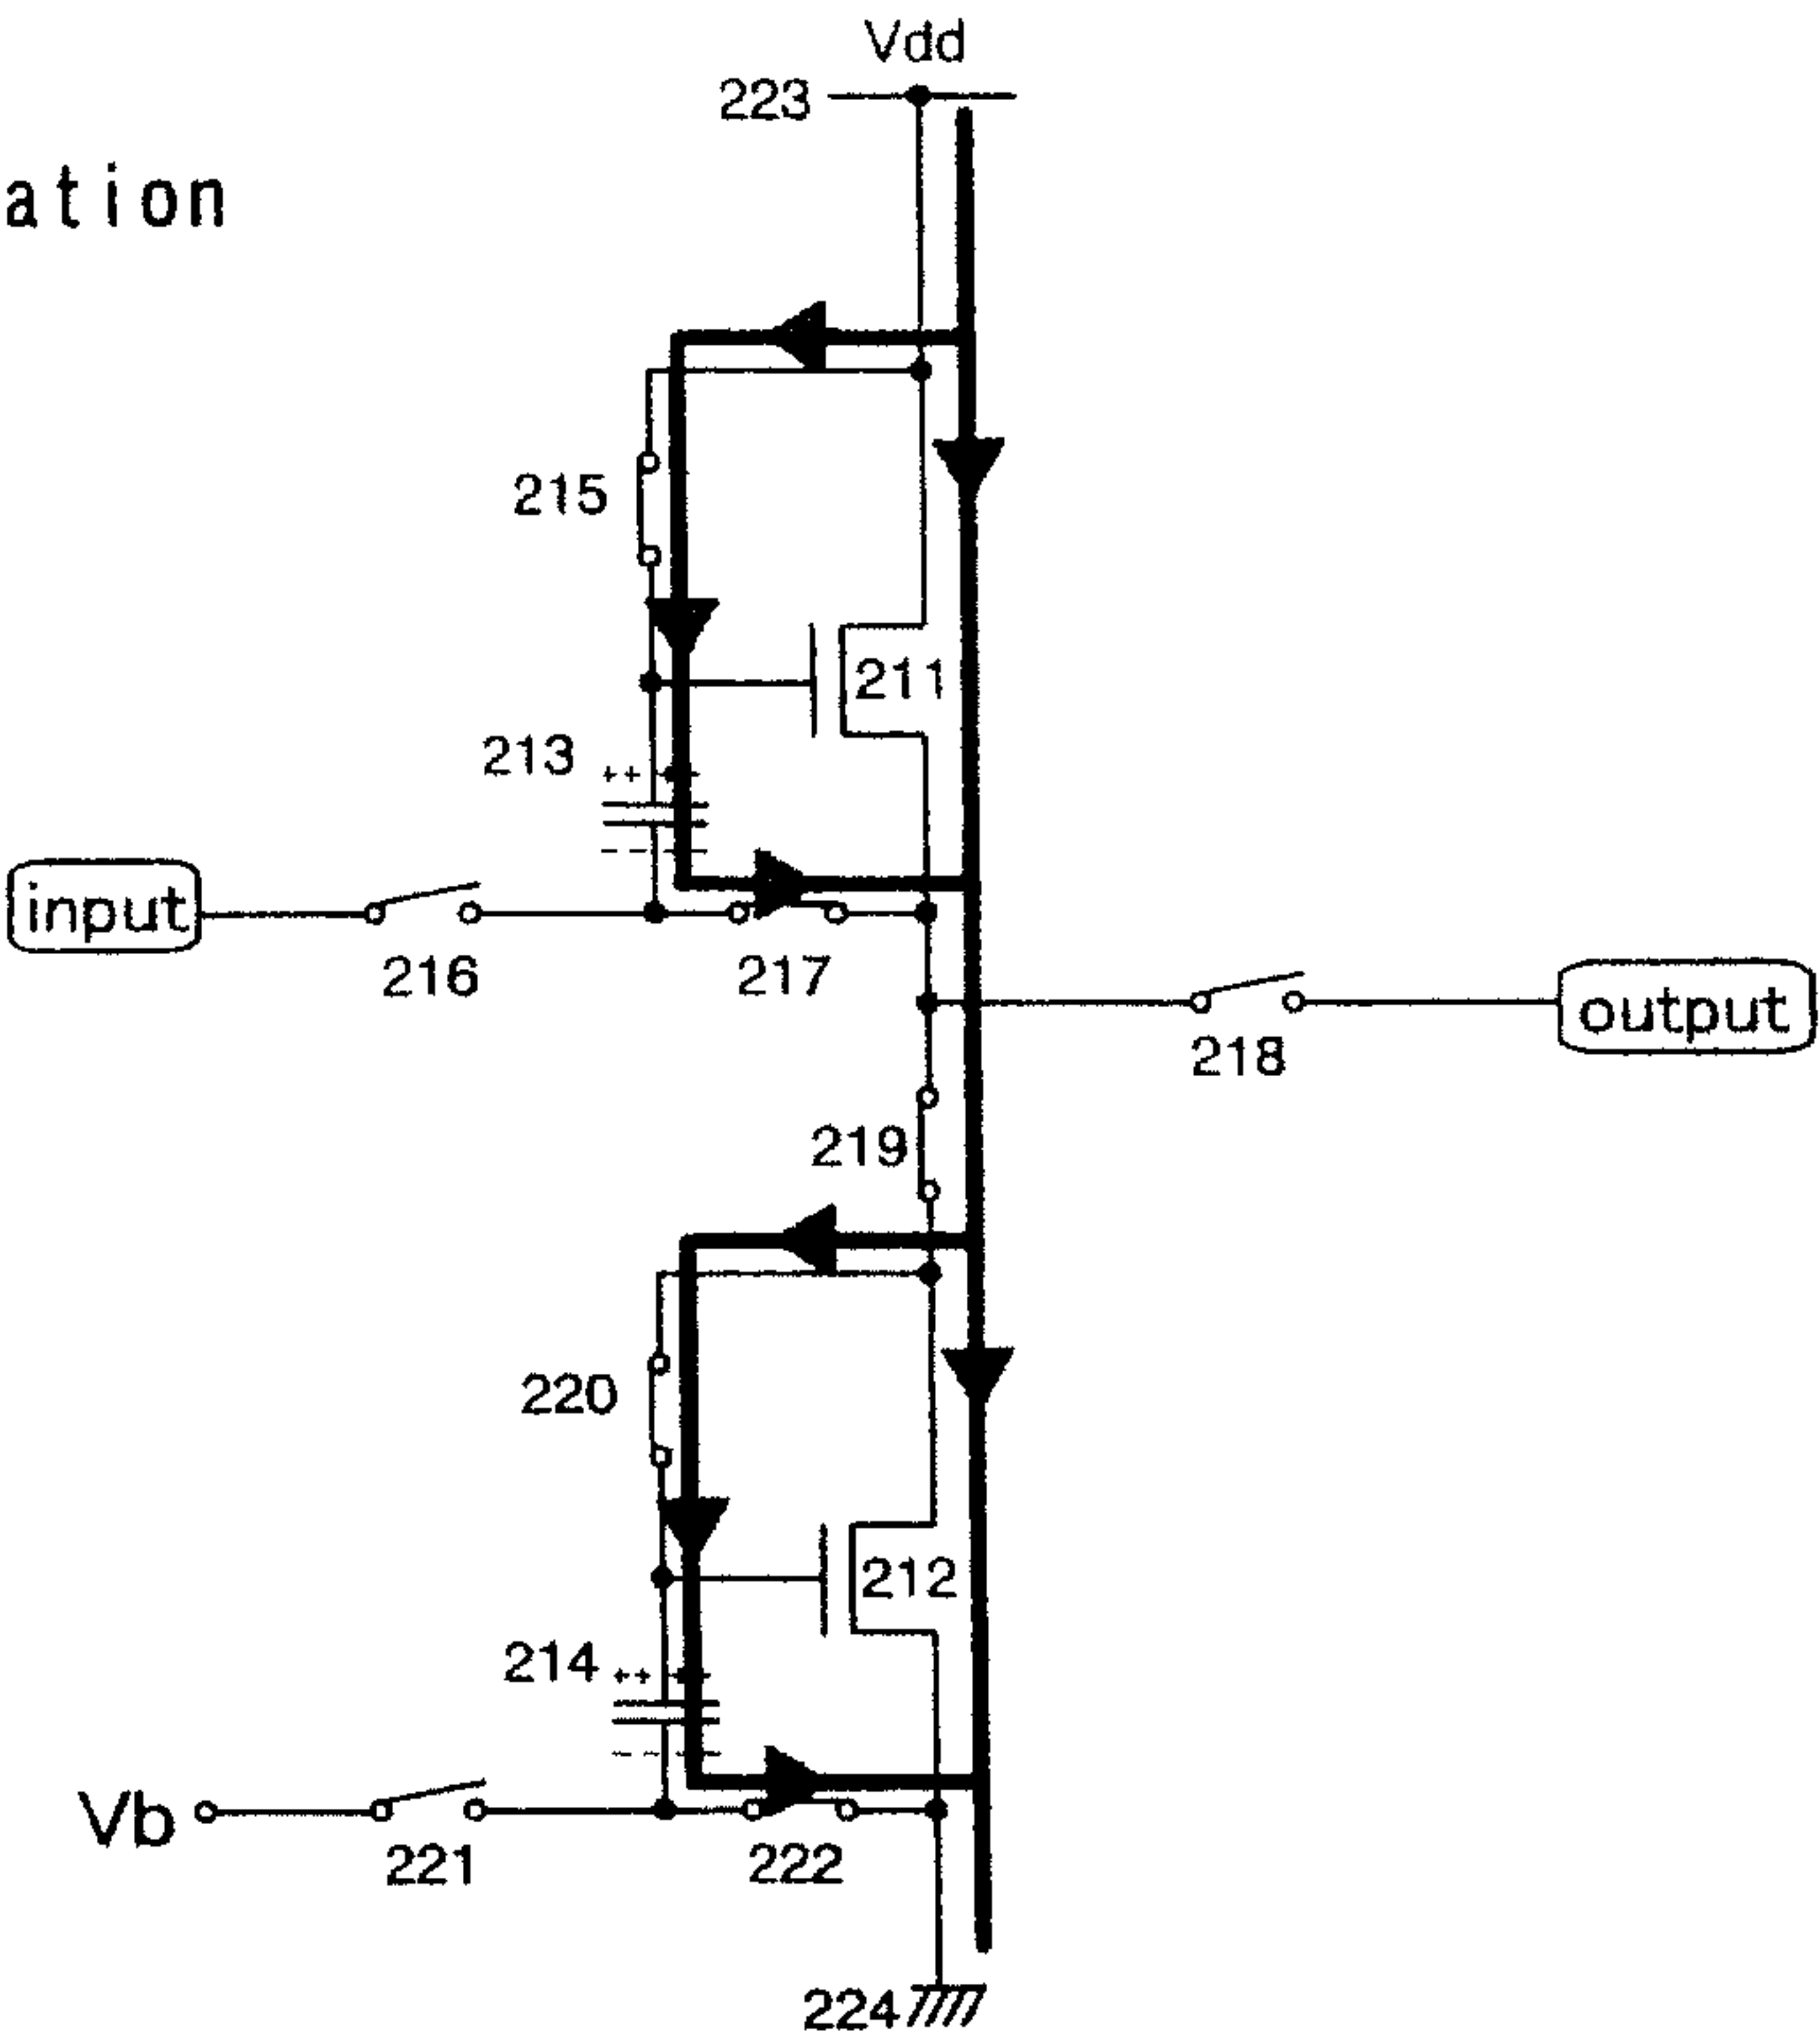 Vdd
223
ation
215
211
213
++ +
- - - -
input
216
217
output
218
219
220
212
214
++ +
- - - -
Vb
221
222
224